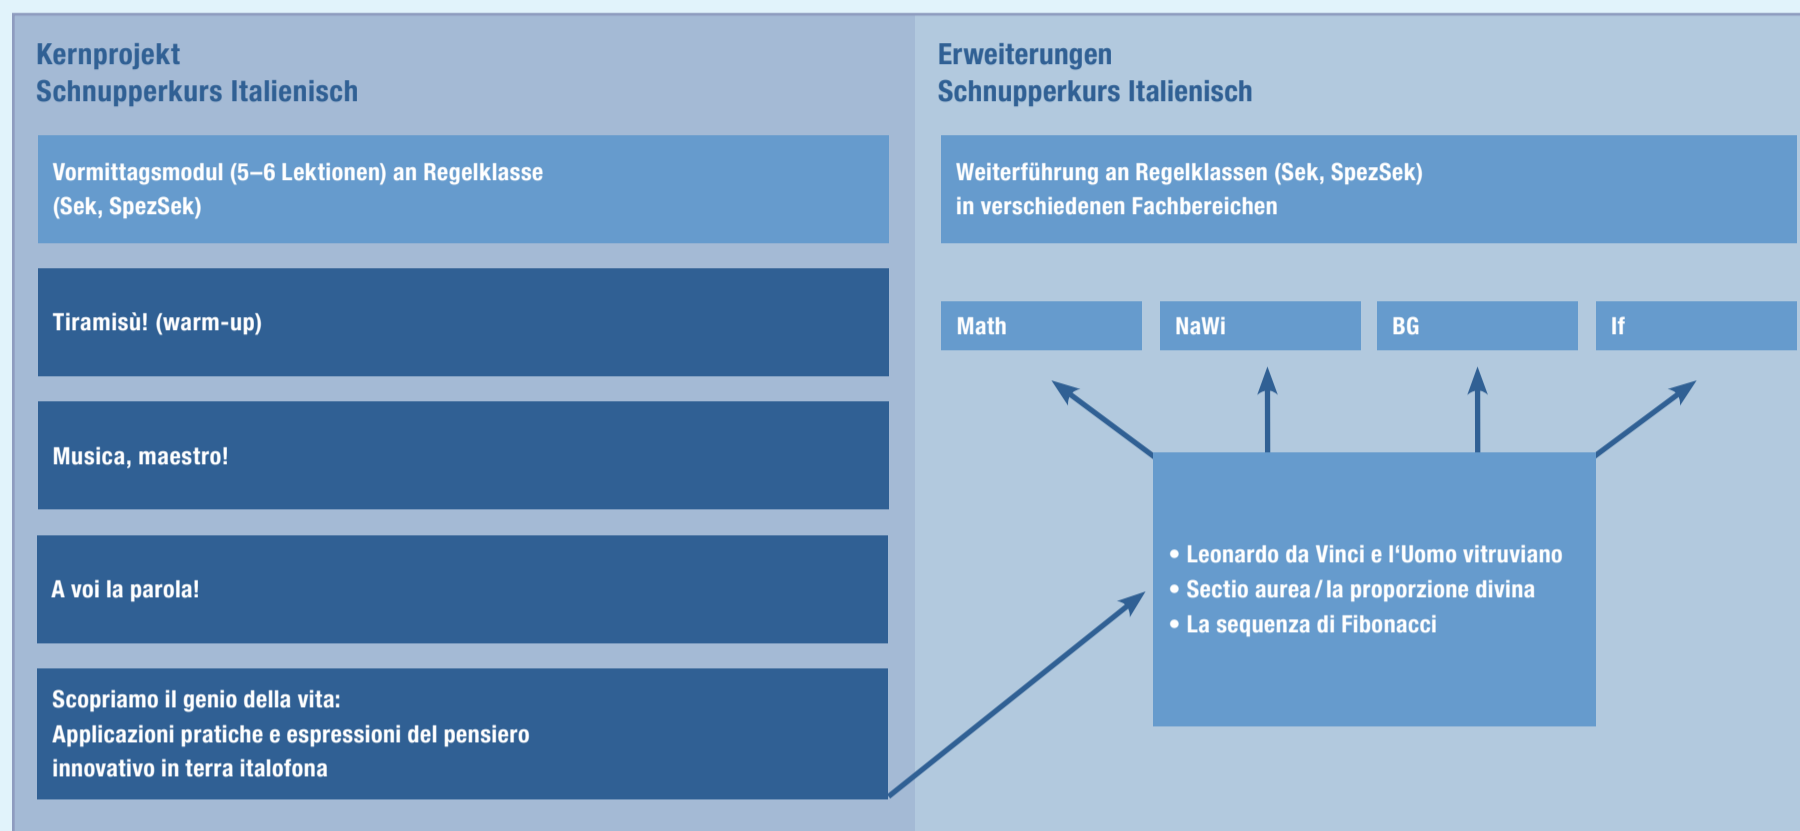 Kernprojekt
Schnupperkurs Italienisch
Vormittagsmodul (5–6 Lektionen) an Regelklasse
(Sek, SpezSek)
Tiramisù! (warm-up)
Musica, maestro!
A voi la parola!
Scopriamo il genio della vita:
Applicazioni pratiche e espressioni del pensiero
innovativo in terra italofona
Erweiterungen
Schnupperkurs Italienisch
Weiterführung an Regelklassen (Sek, SpezSek)
in verschiedenen Fachbereichen
Math
NaWi
BG
If
• Leonardo da Vinci e l‘Uomo vitruviano
• Sectio aurea / la proporzione divina
• La sequenza di Fibonacci